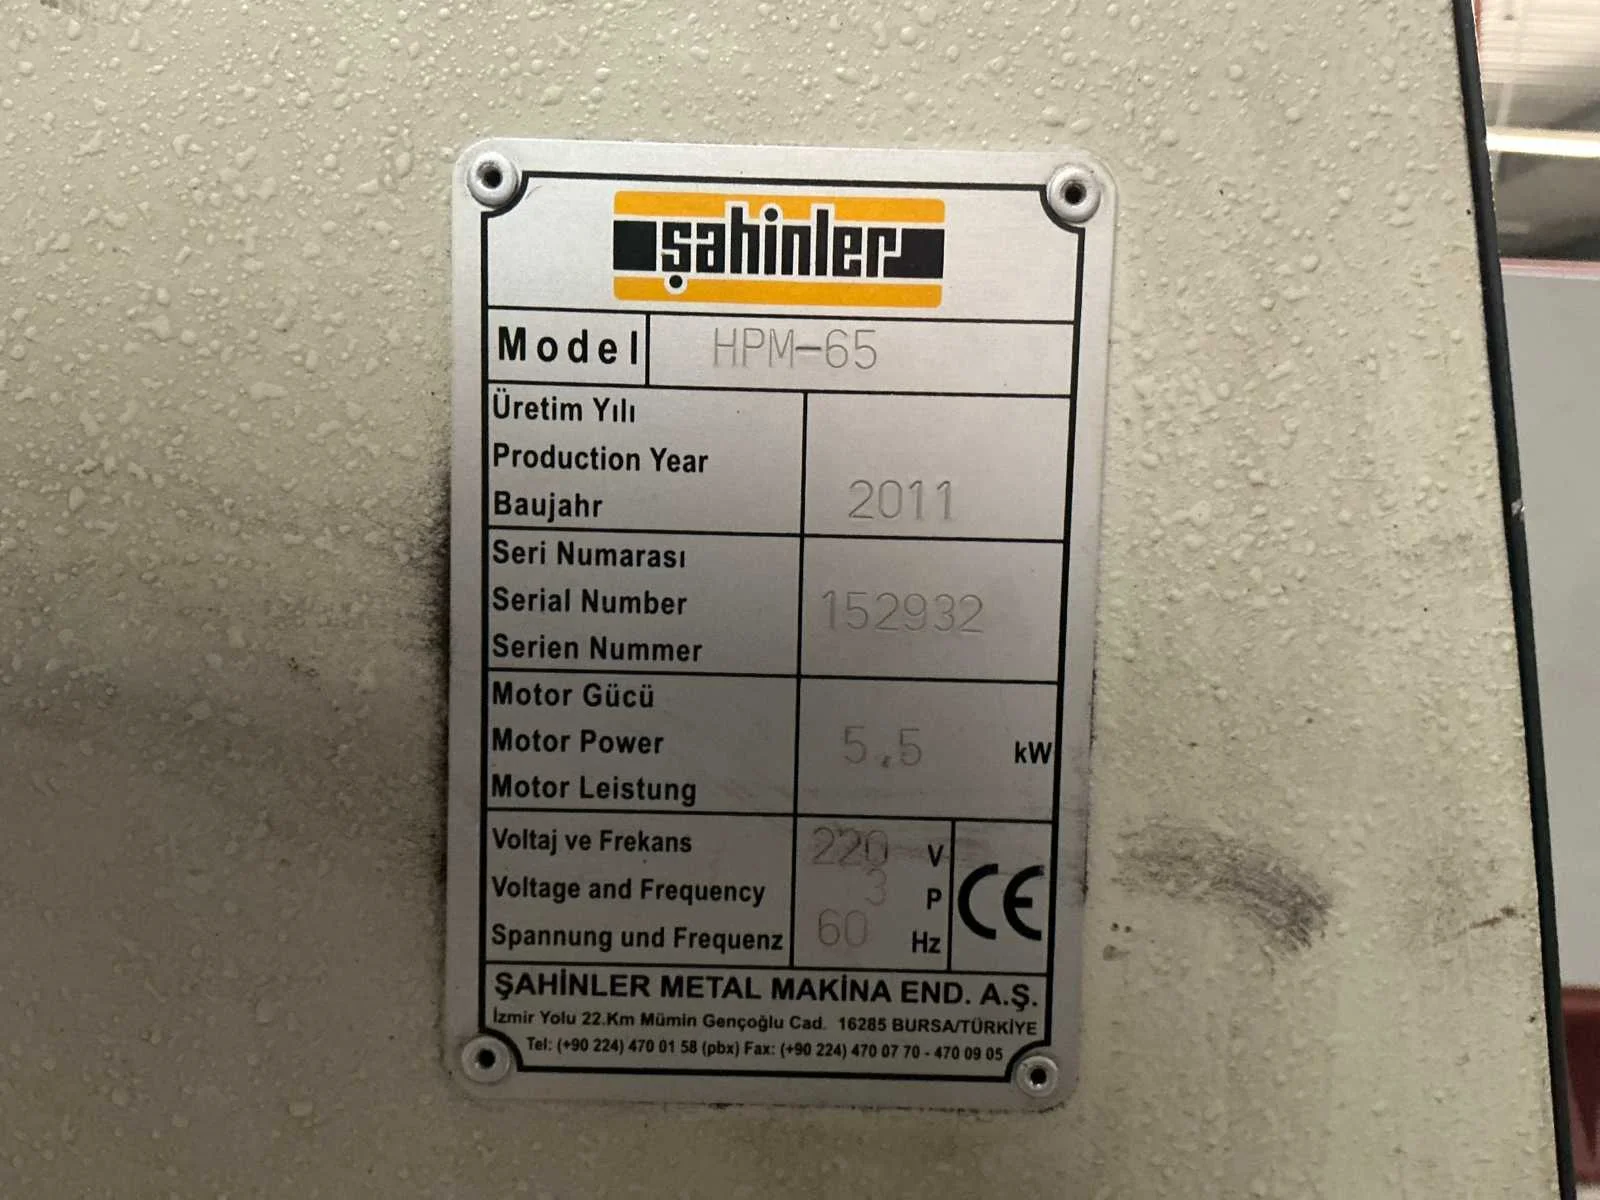 şahinler
Model HPM-65
Üretim Yılı
Production Year
Baujahr 2011
Seri Numarası
Serial Number 152932
Serien Nummer
Motor Gücü
Motor Power 5.5 kW
Motor Leistung
Voltaj ve Frekans 220 V
Voltage and Frequency 3 P
Spannung und Frequenz 60 Hz
CE
ŞAHİNLER METAL MAKİNA END. A.Ş.
İzmir Yolu 22.Km Mümin Gençoğlu Cad. 16285 BURSA/TÜRKİYE
Tel: (+90 224) 470 01 58 (pbx) Fax: (+90 224) 470 07 70 - 470 09 05